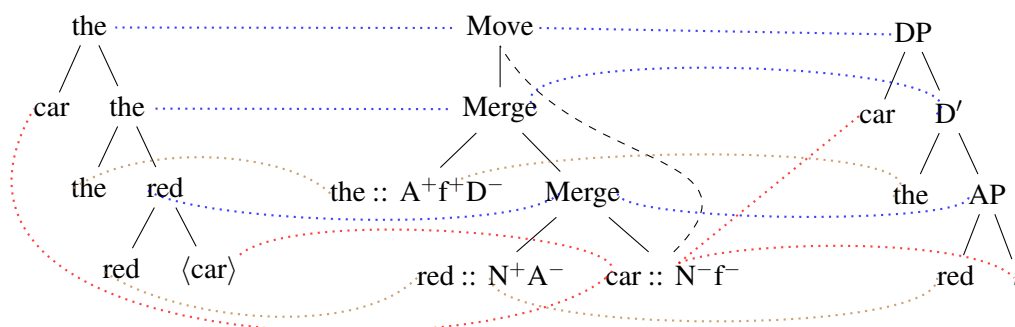 the Move DP
car the Merge car D′
the red the :: A⁺f⁺D⁻ Merge the AP
red ⟨car⟩ red :: N⁺A⁻ car :: N⁻f⁻ red